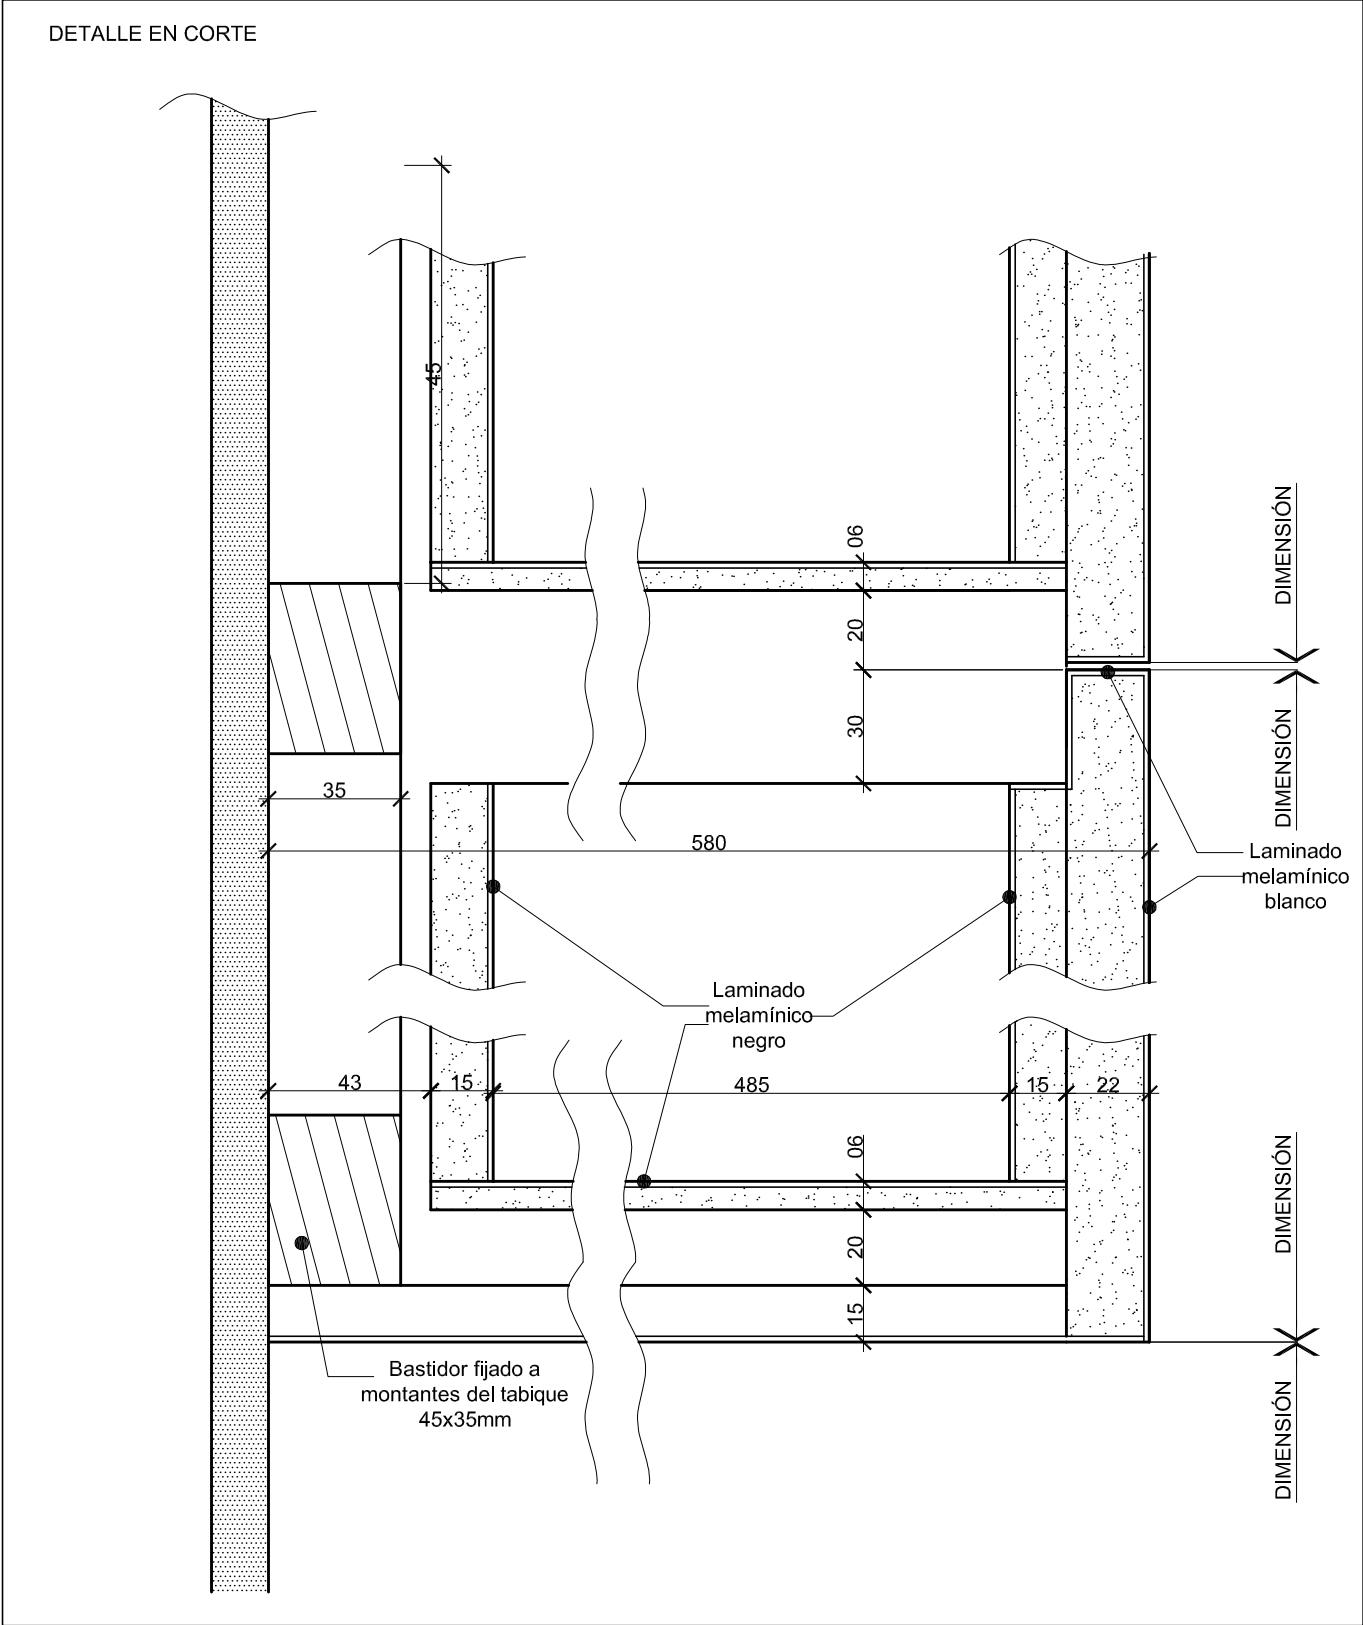 DETALLE EN CORTE
45
DIMENSIÓN
06
20
30
DIMENSIÓN
35
580
Laminado
melamínico
blanco
Laminado
melamínico
negro
43
15
485
15
22
06
DIMENSIÓN
20
15
Bastidor fijado a
montantes del tabique
45x35mm
DIMENSIÓN